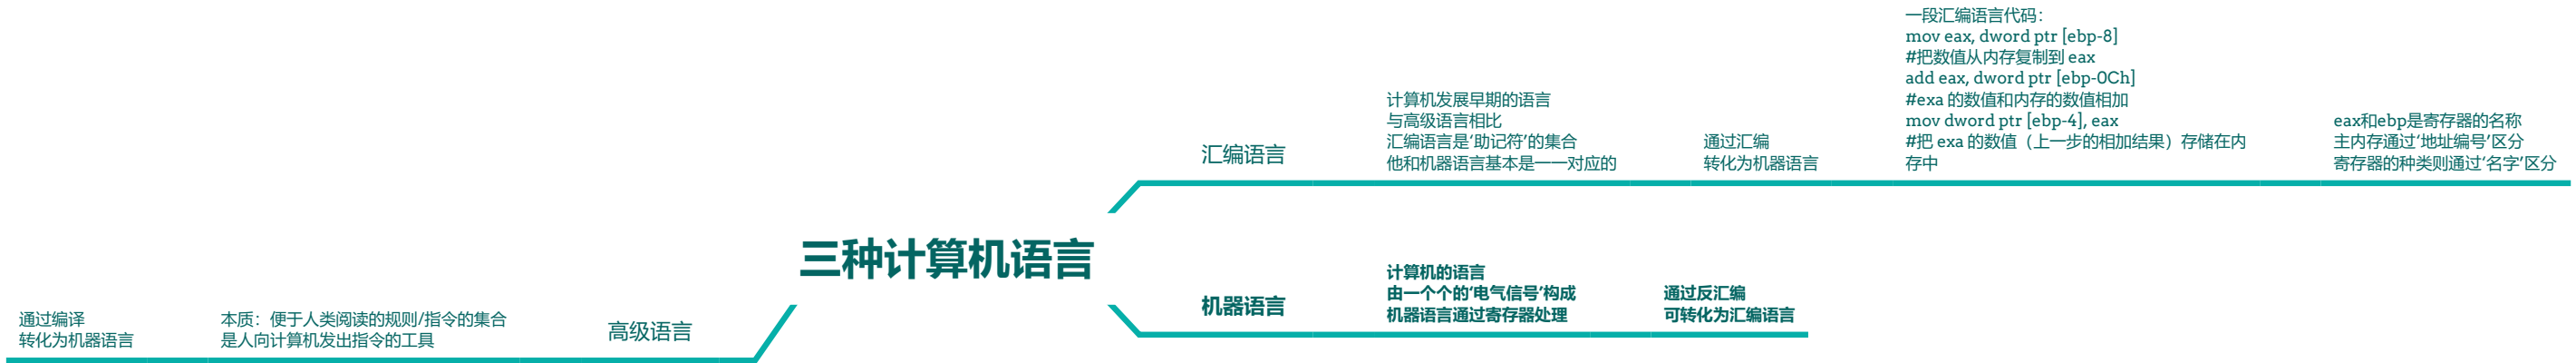 三种计算机语言
汇编语言
计算机发展早期的语言
与高级语言相比
汇编语言是‘助记符’的集合
他和机器语言基本是一一对应的
通过汇编
转化为机器语言
一段汇编语言代码：
mov eax, dword ptr [ebp-8]
#把数值从内存复制到 eax
add eax, dword ptr [ebp-0Ch]
#exa 的数值和内存的数值相加
mov dword ptr [ebp-4], eax
#把 exa 的数值（上一步的相加结果）存储在内
存中
eax和ebp是寄存器的名称
主内存通过‘地址编号’区分
寄存器的种类则通过‘名字’区分
机器语言
计算机的语言
由一个个的‘电气信号’构成
机器语言通过寄存器处理
通过反汇编
可转化为汇编语言
高级语言
本质：便于人类阅读的规则/指令的集合
是人向计算机发出指令的工具
通过编译
转化为机器语言